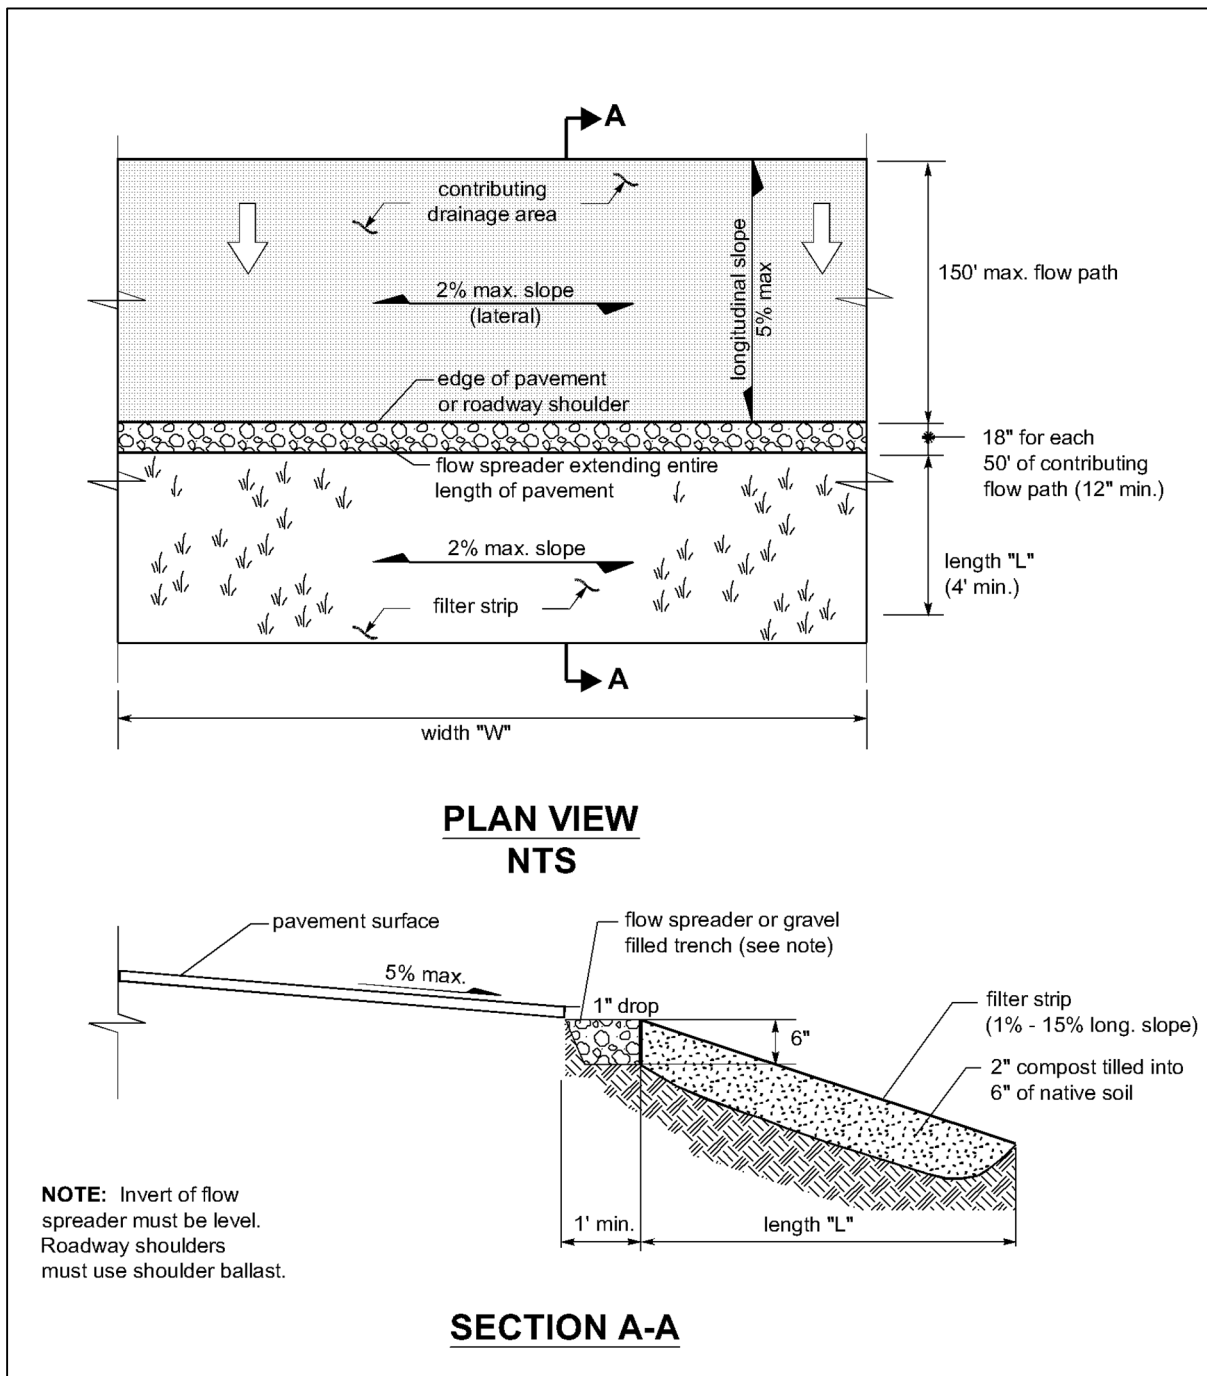 A
contributing
drainage area
longitudinal slope
5% max
150' max. flow path
2% max. slope
(lateral)
edge of pavement
or roadway shoulder
18" for each
50' of contributing
flow path (12" min.)
flow spreader extending entire
length of pavement
2% max. slope
length "L"
(4' min.)
filter strip
A
width "W"
PLAN VIEW
NTS
pavement surface
flow spreader or gravel
filled trench (see note)
5% max.
1" drop
6"
filter strip
(1% - 15% long. slope)
2" compost tilled into
6" of native soil
NOTE: Invert of flow
spreader must be level.
Roadway shoulders
must use shoulder ballast.
1' min.
length "L"
SECTION A-A